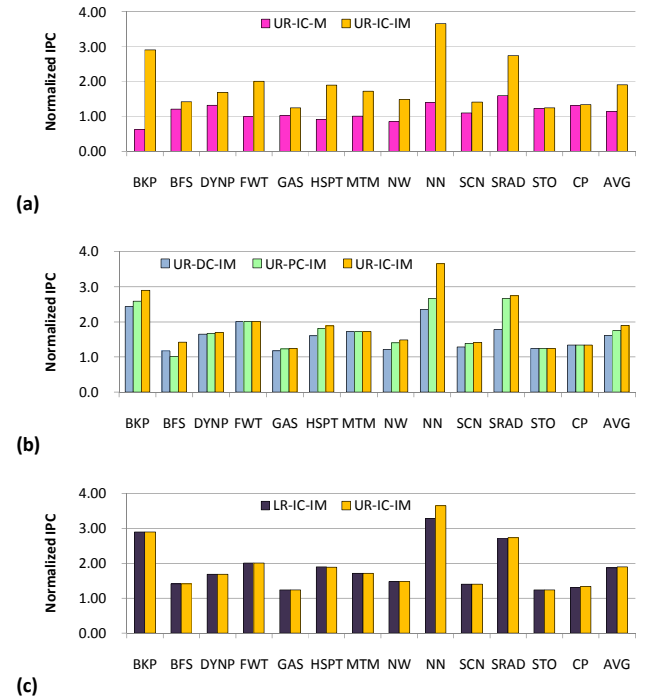 UR-IC-M UR-IC-IM
Normalized IPC
4.00
3.00
2.00
1.00
0.00
BKP BFS DYNP FWT GAS HSPT MTM NW NN SCN SRAD STO CP AVG
(a)
UR-DC-IM UR-PC-IM UR-IC-IM
Normalized IPC
4.0
3.0
2.0
1.0
0.0
BKP BFS DYNP FWT GAS HSPT MTM NW NN SCN SRAD STO CP AVG
(b)
LR-IC-IM UR-IC-IM
Normalized IPC
4.00
3.00
2.00
1.00
0.00
BKP BFS DYNP FWT GAS HSPT MTM NW NN SCN SRAD STO CP AVG
(c)